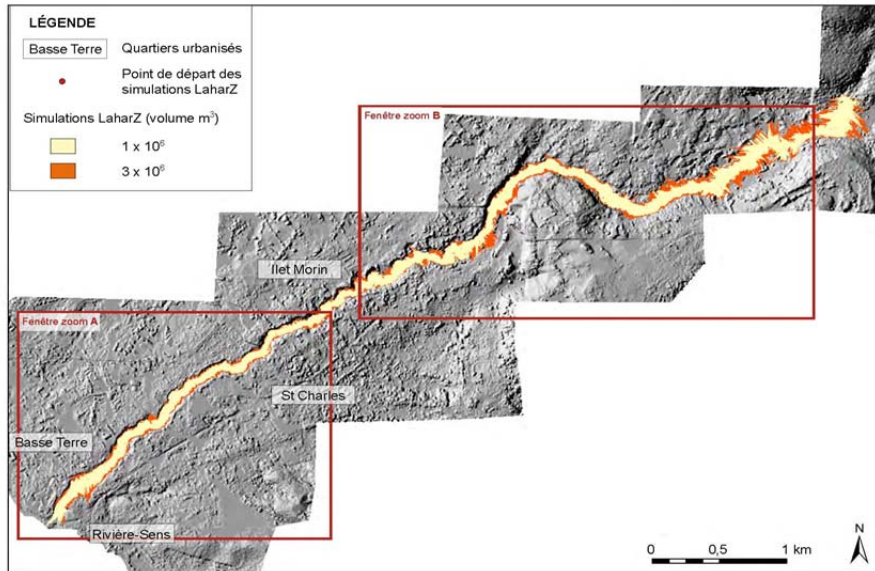 LÉGENDE
Basse Terre Quartiers urbanisés
Point de départ des
simulations LaharZ
Simulations LaharZ (volume m³)
1 x 10⁶
3 x 10⁶
Fenêtre zoom B
Ilet Morin
Fenêtre zoom A
St Charles
Basse Terre
Rivière-Sens
N
0 0,5 1 km